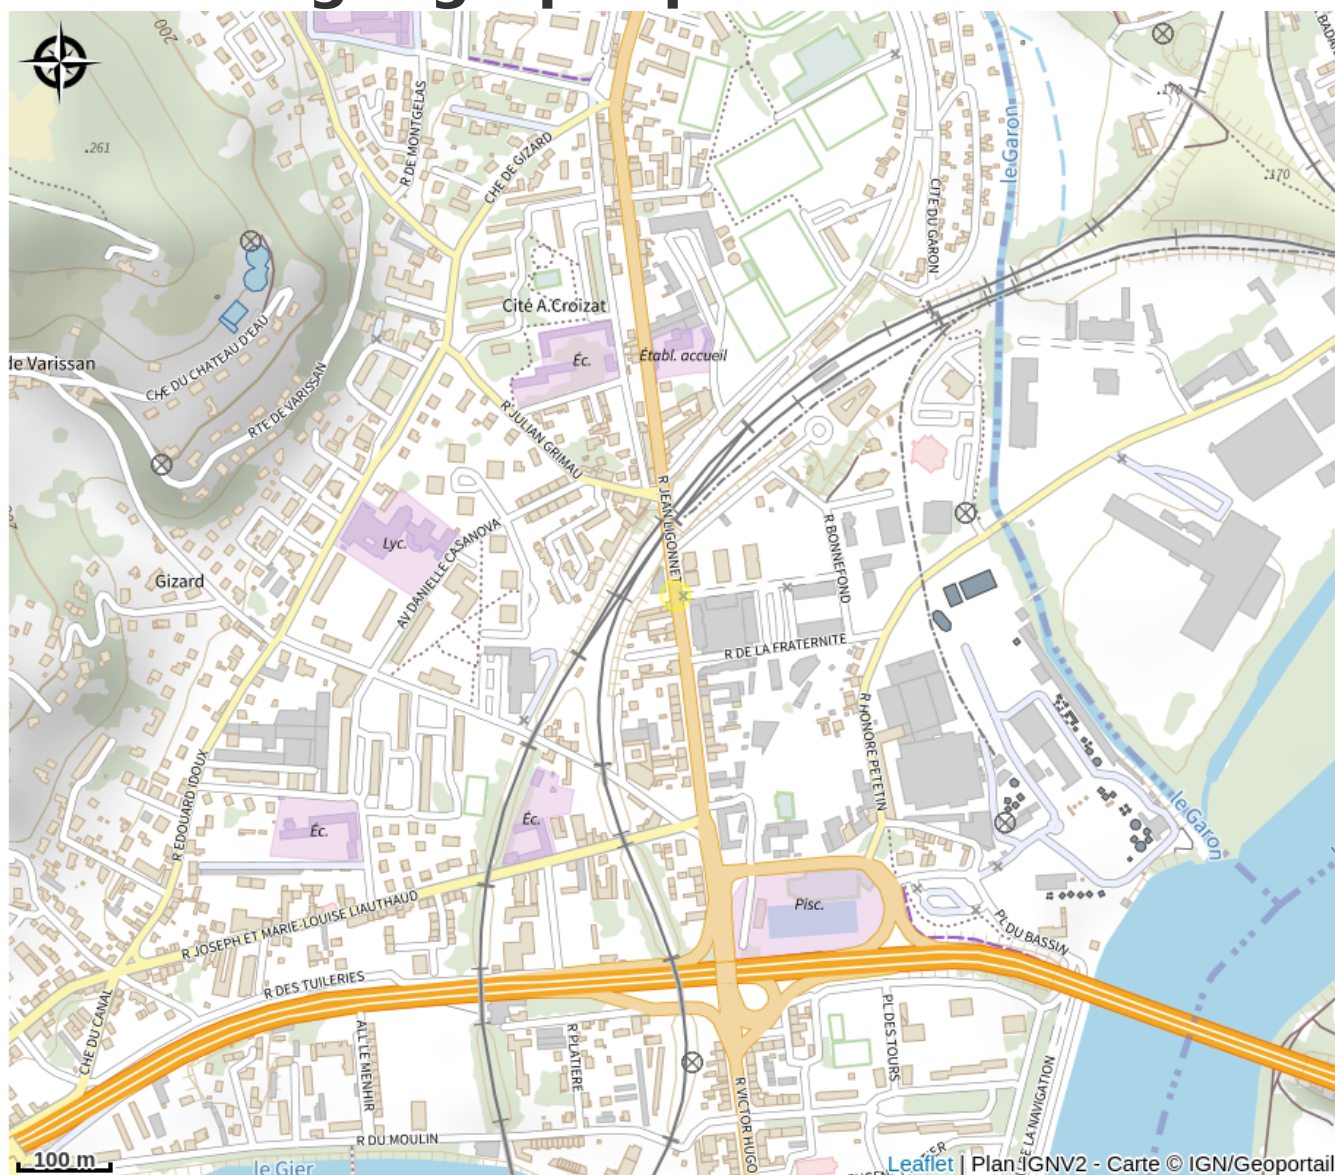 200
.261
R DE MONTGELAS
CHE DE GIZARD
le Garon
.170
.170
CITE DU GARON
Cité A.Croizat
Éc.
Établ. accueil
de Varissan
CHE DU CHATEAU D'EAU
RTE DE VARISSAN
R JULIAN GRIMAU
R JEAN LIGONNET
Lyc.
AV DANIELLE CASANOVA
R BONNEFOND
Gizard
R DE LA FRATERNITE
R HONORE PETETIN
R EDOUARD IDOUX
Éc.
Éc.
le Garon
Pisc.
PL DU BASSIN
R JOSEPH ET MARIE-LOUISE LIAUTHAUD
R DES TUILERIES
CHE DU CANAL
ALL LE MENHIR
R PLATIERE
PL DES TOURS
R VICTOR HUGO
E LA NAVIGATION
R DU MOULIN
le Gier
100 m
Leaflet | Plan IGNV2 - Carte © IGN/Geoportail